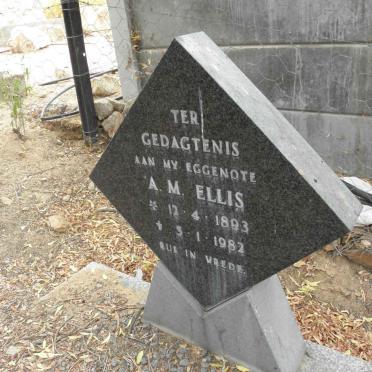 TER
GEDAGTENIS
AAN MY EGGENOTE
A. M. ELLIS
* 12 · 4 · 1893
† 5 · 1 · 1982
RUS IN VREDE